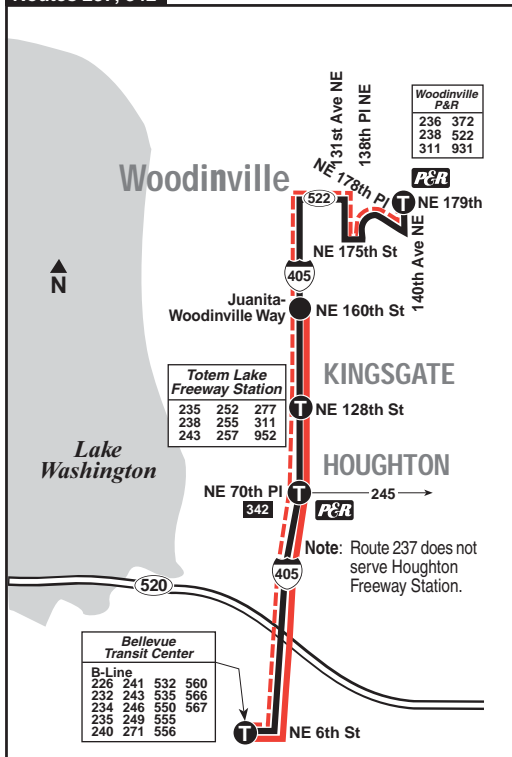 Woodinville
P&R
236 372
238 522
311 931
131st Ave NE
138th Pl NE
NE 178th Pl
P&R
Woodinville
522
T NE 179th
NE 175th St
140th Ave NE
405
N
Juanita-
Woodinville Way
NE 160th St
KINGSGATE
Totem Lake
Freeway Station
235 252 277
238 255 311
243 257 952
T NE 128th St
Lake
Washington
HOUGHTON
NE 70th Pl T
245
342
P&R
Note: Route 237 does not
serve Houghton
Freeway Station.
405
520
Bellevue
Transit Center
B-Line
226 241 532 560
232 243 535 566
234 246 550 567
235 249 555
240 271 556
T NE 6th St